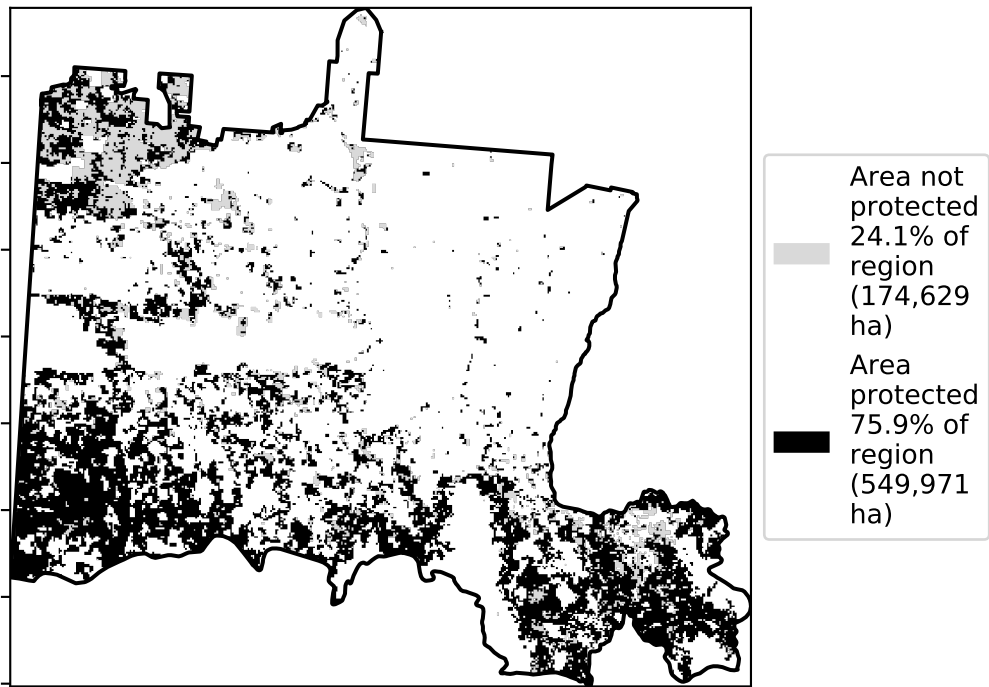 Area not
protected
24.1% of
region
(174,629
ha)
Area
protected
75.9% of
region
(549,971
ha)